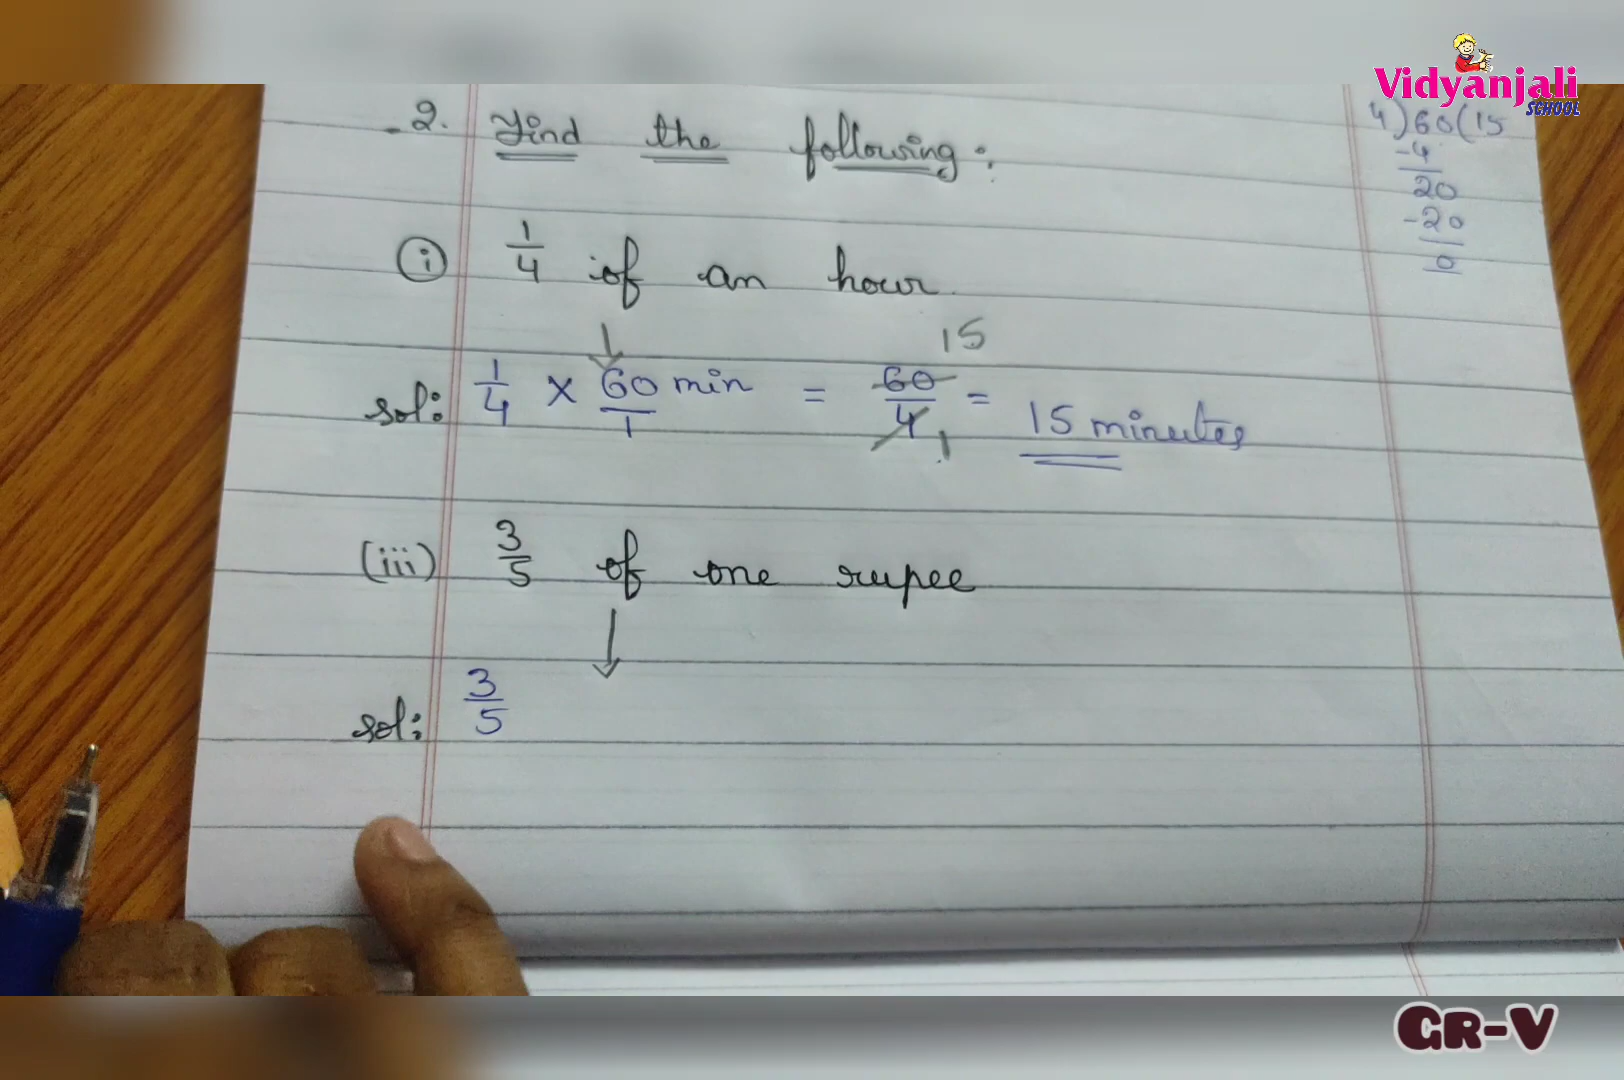 Vidyanjali
SCHOOL
2. Find the following:
4)60(15
-4
20
-20
0
(i) 1/4 of an hour
↓ 15
sol: 1/4 × 60/1 min = 60/4 = 15 minutes
1
(iii) 3/5 of one rupee
↓
sol: 3/5
GR-V